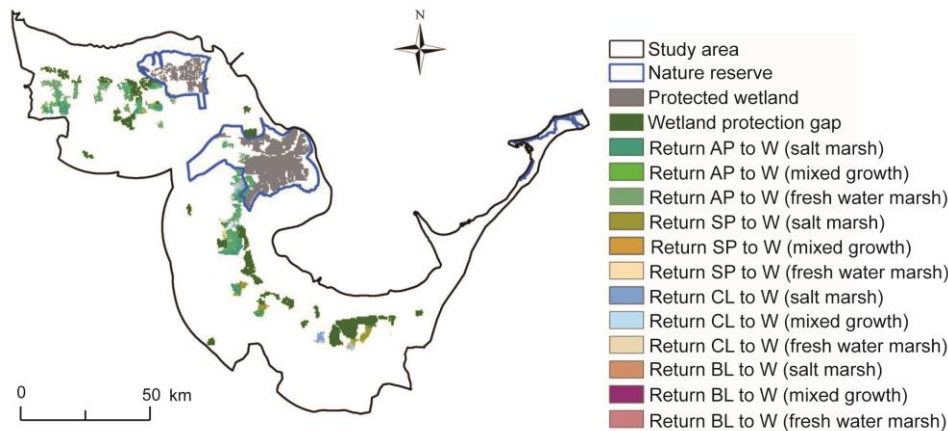 N
Study area
Nature reserve
Protected wetland
Wetland protection gap
Return AP to W (salt marsh)
Return AP to W (mixed growth)
Return AP to W (fresh water marsh)
Return SP to W (salt marsh)
Return SP to W (mixed growth)
Return SP to W (fresh water marsh)
Return CL to W (salt marsh)
Return CL to W (mixed growth)
Return CL to W (fresh water marsh)
Return BL to W (salt marsh)
Return BL to W (mixed growth)
Return BL to W (fresh water marsh)
0 50 km